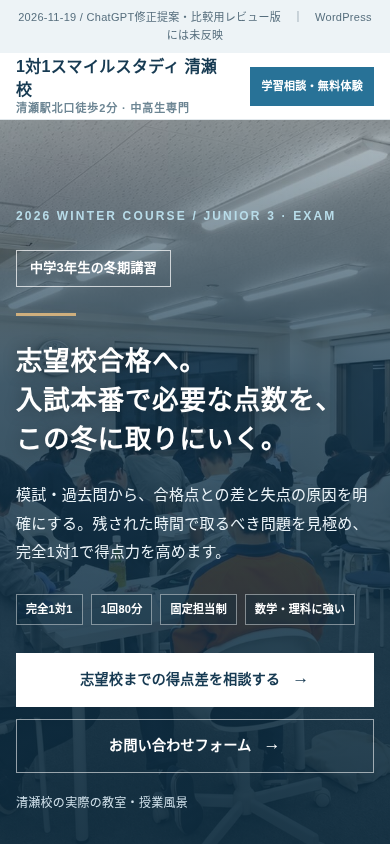 2026-11-19 / ChatGPT修正提案・比較用レビュー版　｜　WordPress
には未反映
1対1スマイルスタディ 清瀬
校
清瀬駅北口徒歩2分 · 中高生専門
学習相談・無料体験
2026 WINTER COURSE / JUNIOR 3 · EXAM
中学3年生の冬期講習
志望校合格へ。
入試本番で必要な点数を、
この冬に取りにいく。
模試・過去問から、合格点との差と失点の原因を明
確にする。残された時間で取るべき問題を見極め、
完全1対1で得点力を高めます。
完全1対1
1回80分
固定担当制
数学・理科に強い
志望校までの得点差を相談する →
お問い合わせフォーム →
清瀬校の実際の教室・授業風景